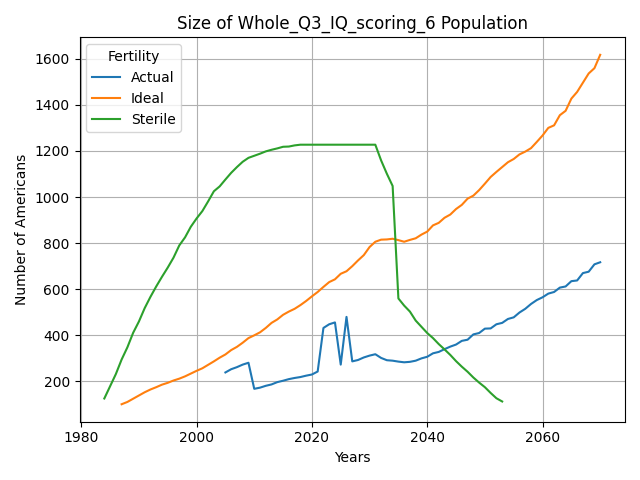 Size of Whole_Q3_IQ_scoring_6 Population
Fertility
Actual
Ideal
Sterile
Number of Americans
1600
1400
1200
1000
800
600
400
200
1980
2000
2020
2040
2060
Years